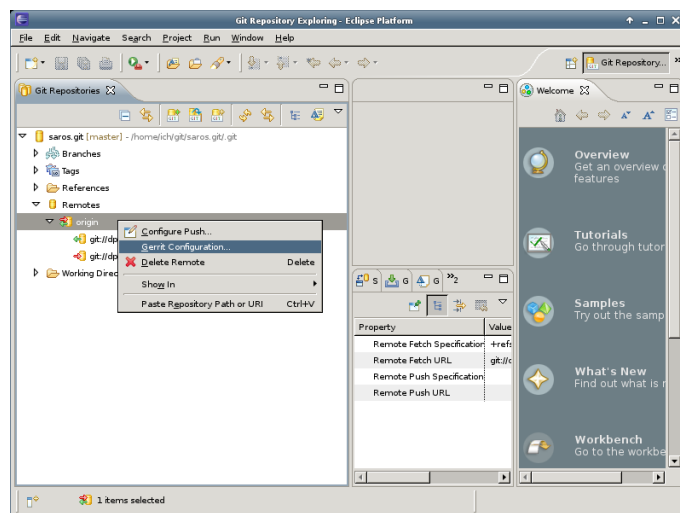 Git Repository Exploring - Eclipse Platform
File Edit Navigate Search Project Run Window Help
Git Repository...
Git Repositories
Welcome
saros.git [master] - /home/ich/git/saros.git/.git
Branches
Tags
References
Remotes
origin
git://dp
git://dp
Working Direc
Configure Push...
Gerrit Configuration...
Delete Remote Delete
Show In
Paste Repository Path or URI Ctrl+V
S G G »2
Property Value
Remote Fetch Specification +refs
Remote Fetch URL git://
Remote Push Specification
Remote Push URL
Overview
Get an overview
features
Tutorials
Go through tutor
Samples
Try out the samp
What's New
Find out what is
Workbench
Go to the workbe
1 items selected